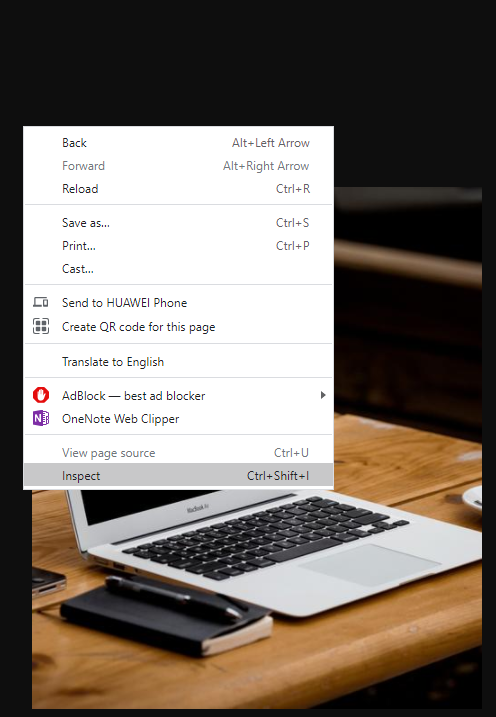 Back Alt+Left Arrow
Forward Alt+Right Arrow
Reload Ctrl+R
Save as... Ctrl+S
Print... Ctrl+P
Cast...
Send to HUAWEI Phone
Create QR code for this page
Translate to English
AdBlock — best ad blocker
OneNote Web Clipper
View page source Ctrl+U
Inspect Ctrl+Shift+I
MacBook Air